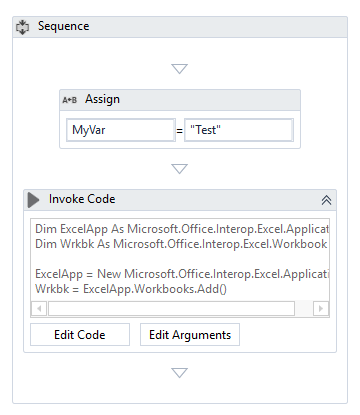 Sequence
A+B Assign
MyVar = "Test"
Invoke Code
Dim ExcelApp As Microsoft.Office.Interop.Excel.Applicat
Dim Wrkbk As Microsoft.Office.Interop.Excel.Workbook
ExcelApp = New Microsoft.Office.Interop.Excel.Applicati
Wrkbk = ExcelApp.Workbooks.Add()
Edit Code Edit Arguments